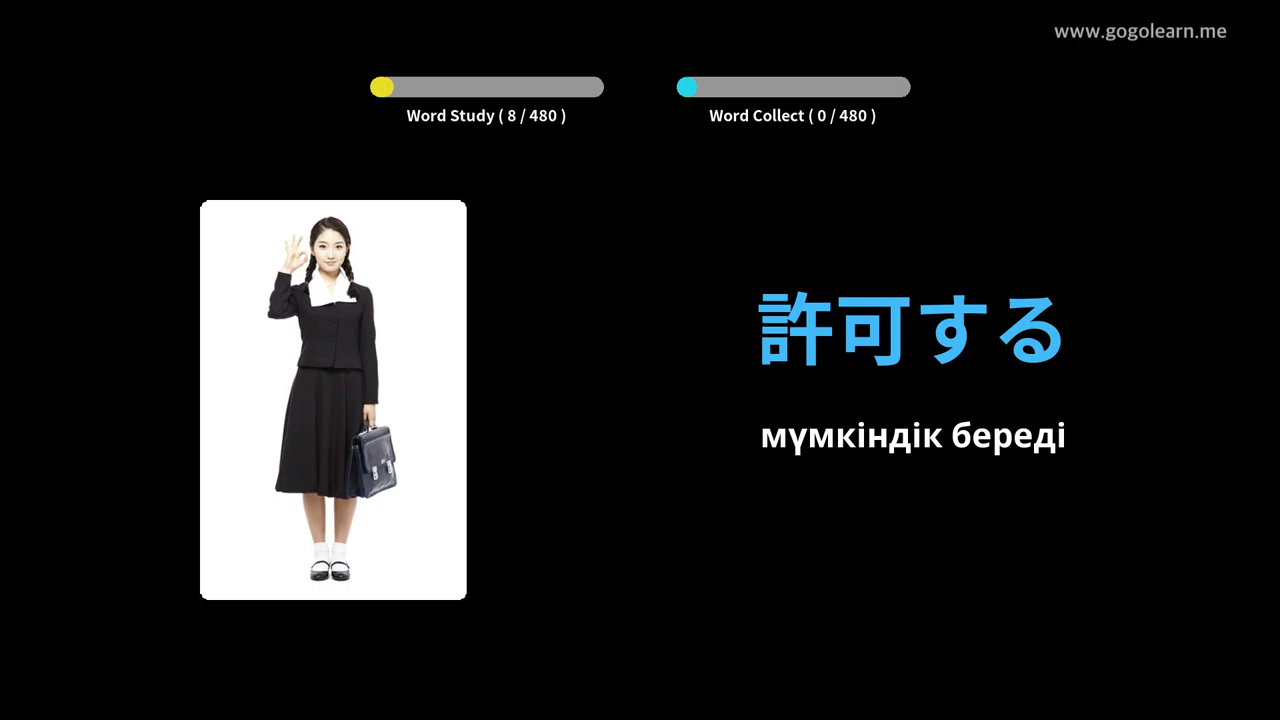 www.gogolearn.me
Word Study ( 8 / 480 )
Word Collect ( 0 / 480 )
許可する
мүмкіндік береді